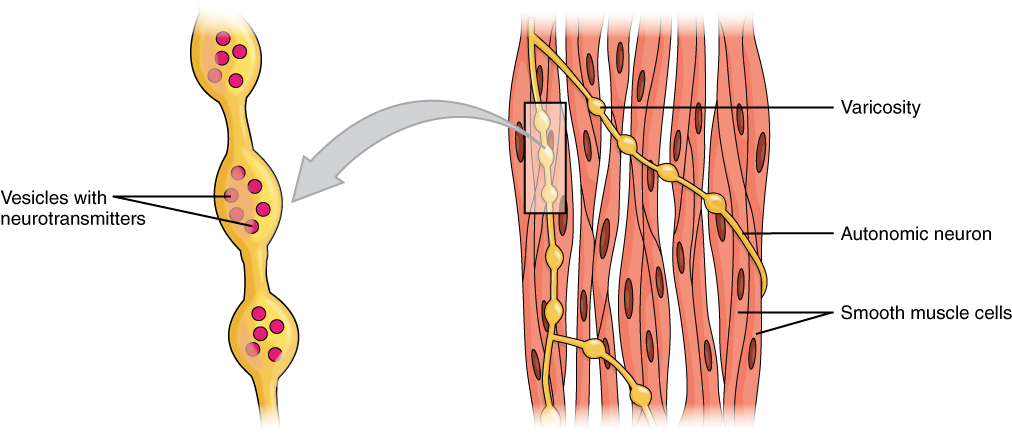 Vesicles with
neurotransmitters
Varicosity
Autonomic neuron
Smooth muscle cells